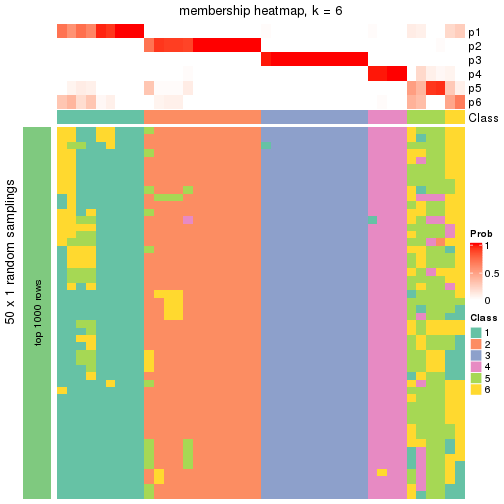 membership heatmap, k = 6
p1
p2
p3
p4
p5
p6
Class
50 x 1 random samplings
top 1000 rows
Prob
1
0.5
0
Class
1
2
3
4
5
6